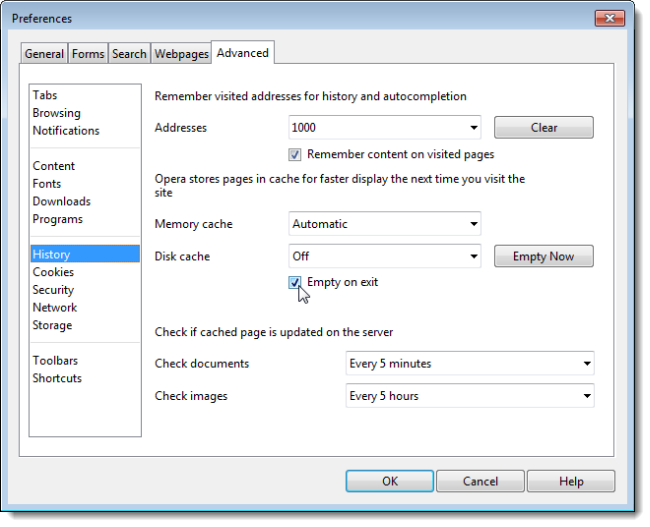 Preferences
General Forms Search Webpages Advanced
Tabs
Browsing
Notifications
Content
Fonts
Downloads
Programs
History
Cookies
Security
Network
Storage
Toolbars
Shortcuts
Remember visited addresses for history and autocompletion
Addresses 1000 Clear
Remember content on visited pages
Opera stores pages in cache for faster display the next time you visit the
site
Memory cache Automatic
Disk cache Off Empty Now
Empty on exit
Check if cached page is updated on the server
Check documents Every 5 minutes
Check images Every 5 hours
OK Cancel Help